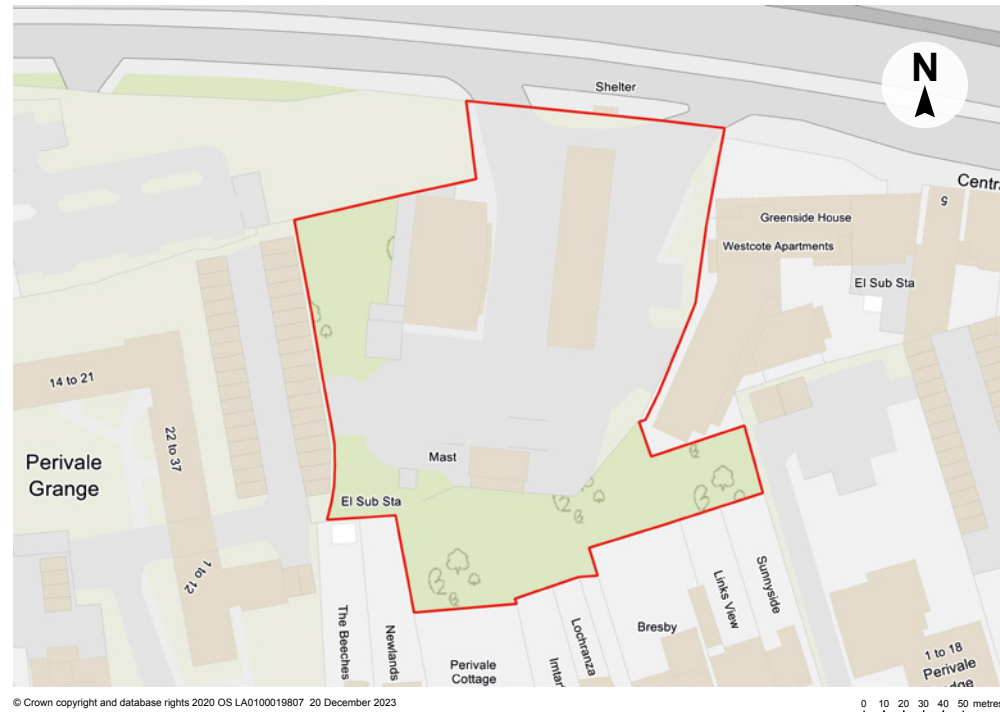 N
Shelter
Centr
5
Greenside House
Westcote Apartments
El Sub Sta
14 to 21
22 to 37
Perivale
Grange
Mast
El Sub Sta
1 to 12
The Beeches
Newlands
Perivale
Cottage
Imtar
Lochranza
Bresby
Links View
Sunnyside
1 to 18
Perivale
© Crown copyright and database rights 2020 OS LA0100019807 20 December 2023
0 10 20 30 40 50 metres